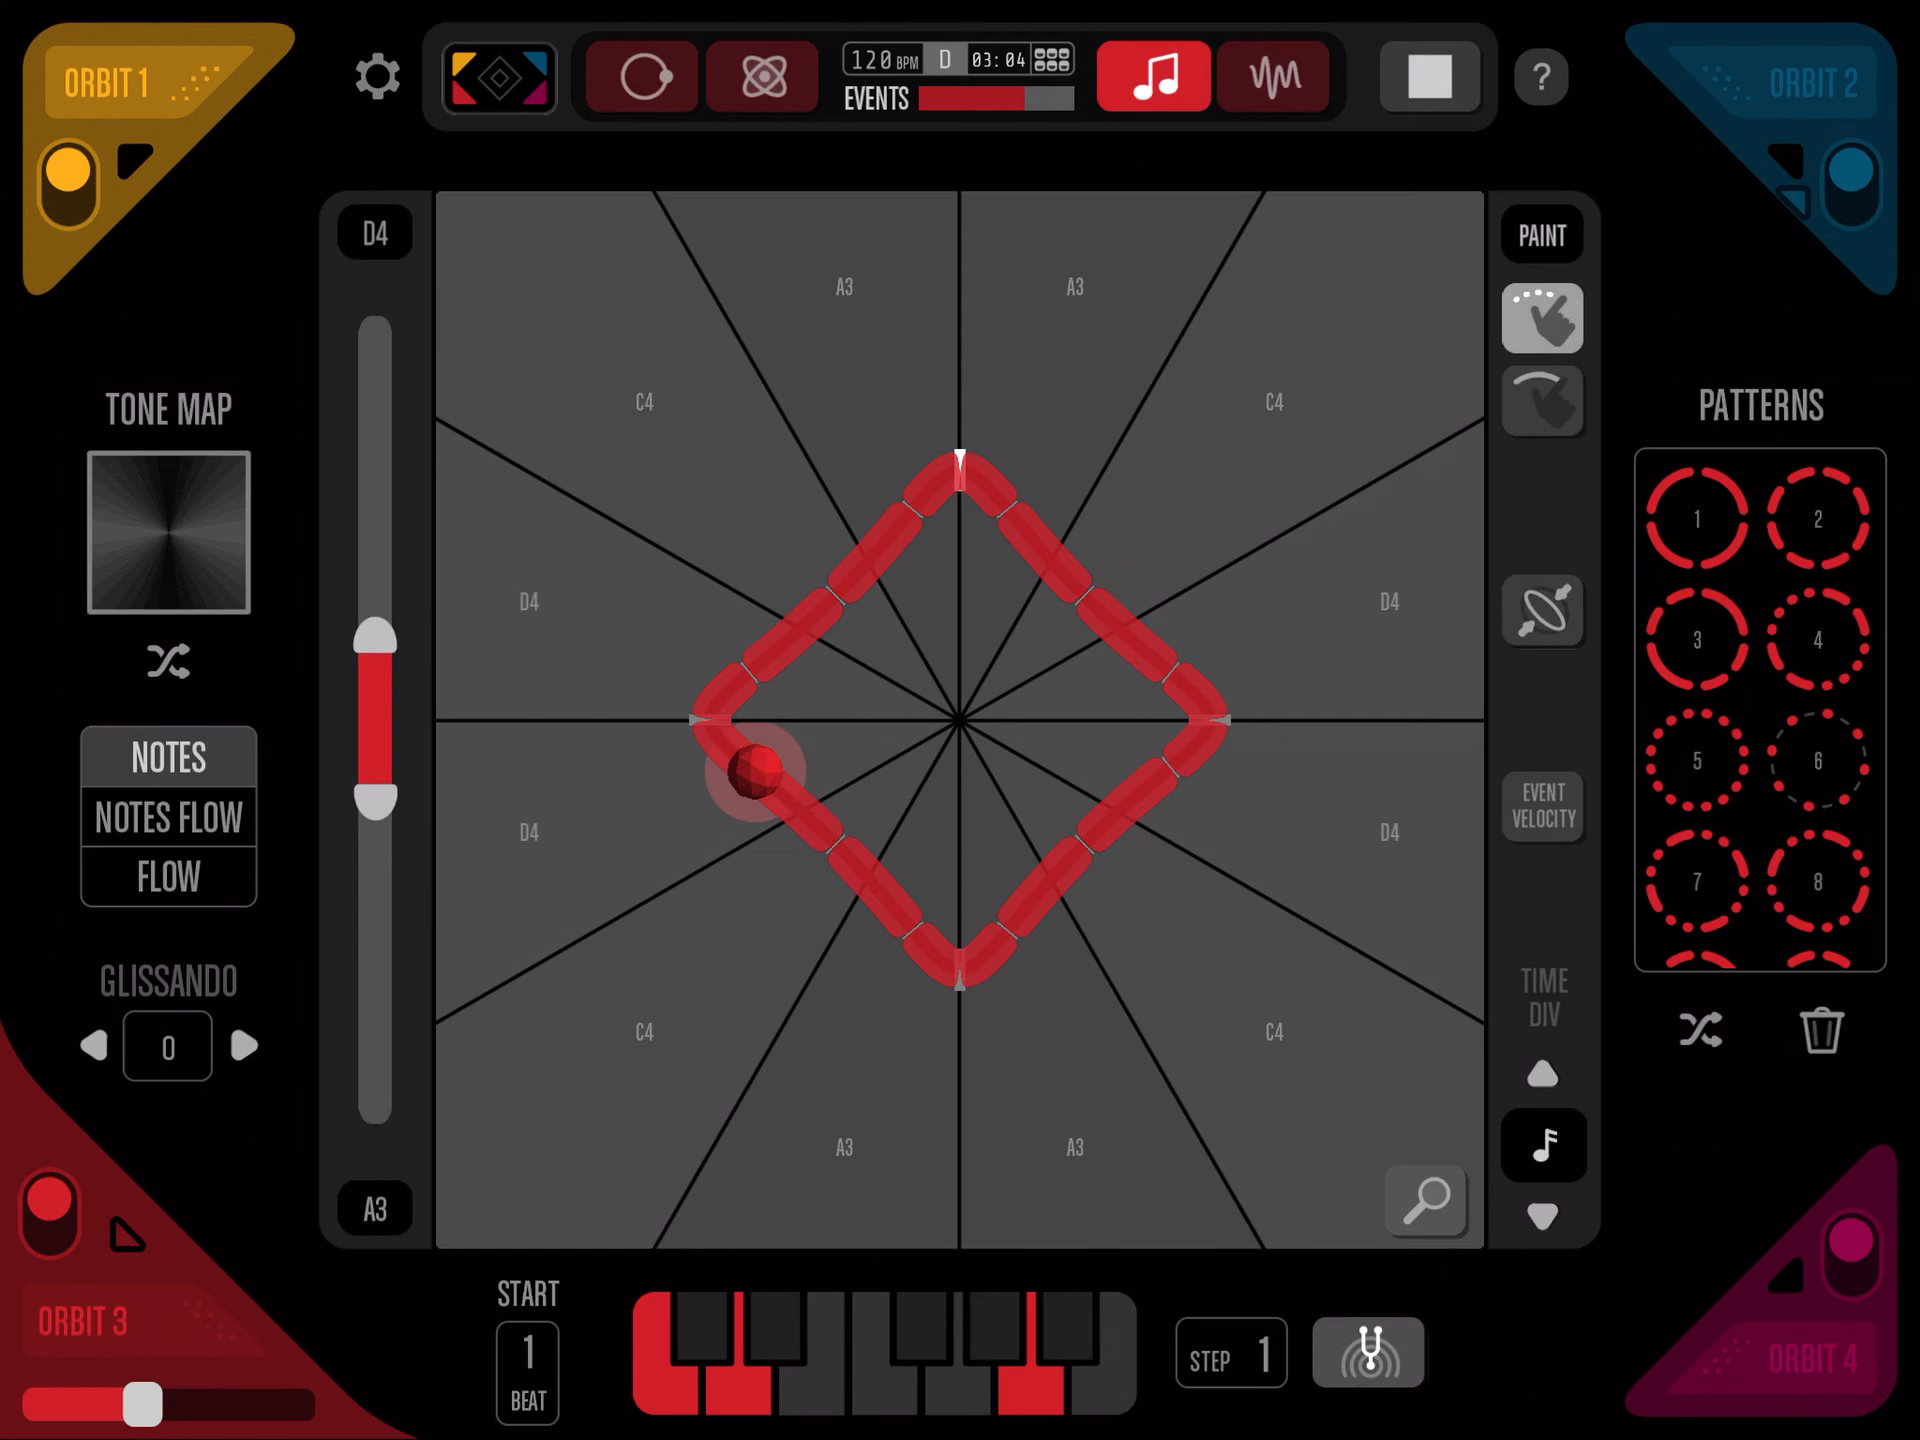 ORBIT 1
120 BPM D 03:04
EVENTS
?
ORBIT 2
D4
PAINT
A3 A3
C4 C4
TONE MAP
PATTERNS
1 2
D4 D4
3 4
NOTES
5 6
NOTES FLOW
D4 D4
EVENT
VELOCITY
FLOW
7 8
GLISSANDO
TIME
DIV
0
C4 C4
A3 A3
A3
START
1
BEAT
STEP 1
ORBIT 3
ORBIT 4